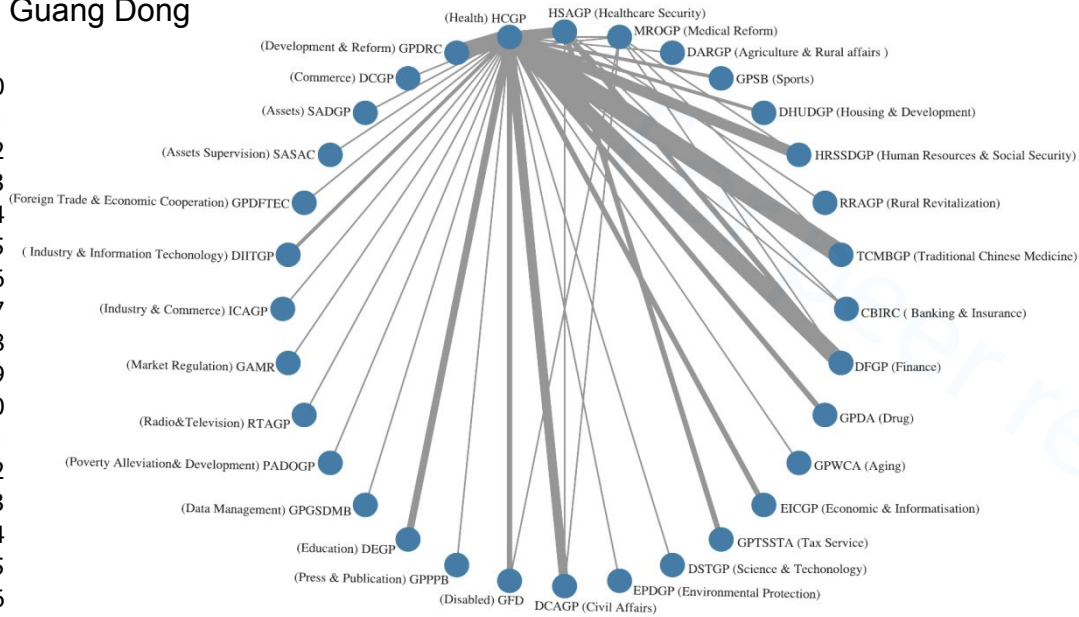 Guang Dong
(Health) HCGP
HSAGP (Healthcare Security)
MROGP (Medical Reform)
(Development & Reform) GPDRC
DARGP (Agriculture & Rural affairs )
(Commerce) DCGP
GPSB (Sports)
(Assets) SADGP
DHUDGP (Housing & Development)
(Assets Supervision) SASAC
HRSSDGP (Human Resources & Social Security)
(Foreign Trade & Economic Cooperation) GPDFTEC
RRAGP (Rural Revitalization)
( Industry & Information Techonology) DIITGP
TCMBGP (Traditional Chinese Medicine)
(Industry & Commerce) ICAGP
CBIRC ( Banking & Insurance)
(Market Regulation) GAMR
DFGP (Finance)
(Radio&Television) RTAGP
GPDA (Drug)
(Poverty Alleviation& Development) PADOGP
GPWCA (Aging)
(Data Management) GPGSDMB
EICGP (Economic & Informatisation)
(Education) DEGP
GPTSSTA (Tax Service)
(Press & Publication) GPPPB
DSTGP (Science & Techonology)
(Disabled) GFD
EPDGP (Environmental Protection)
DCAGP (Civil Affairs)